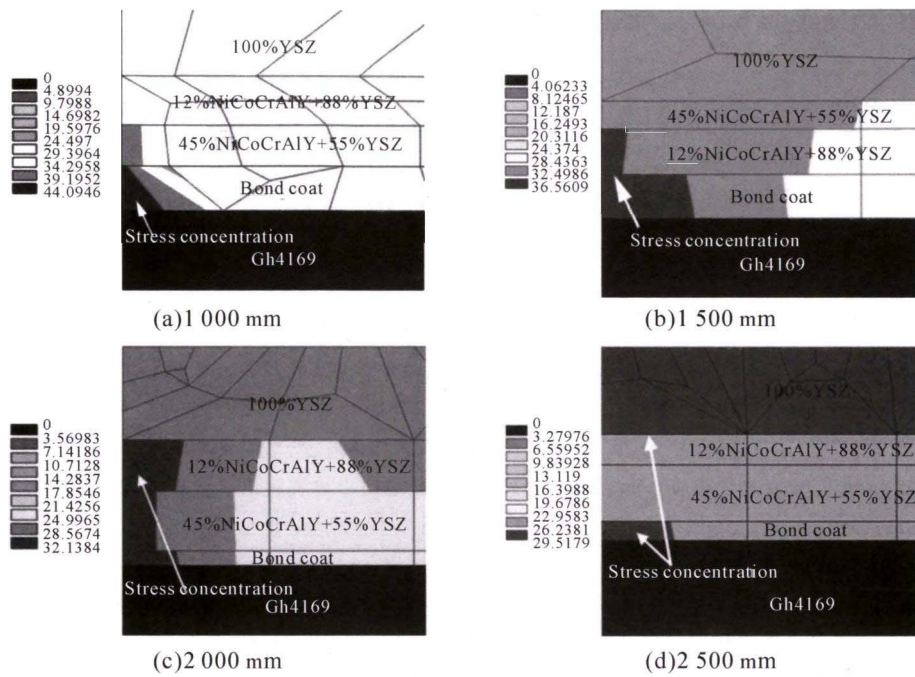 0
4.8994
9.7988
14.6982
19.5976
24.497
29.3964
34.2958
39.1952
44.0946
100%YSZ
12%NiCoCrAlY+88%YSZ
45%NiCoCrAlY+55%YSZ
Bond coat
Stress concentration
Gh4169
(a)1 000 mm
0
4.06233
8.12465
12.187
16.2493
20.3116
24.374
28.4363
32.4986
36.5609
100%YSZ
45%NiCoCrAlY+55%YSZ
12%NiCoCrAlY+88%YSZ
Bond coat
Stress concentration
Gh4169
(b)1 500 mm
0
3.56983
7.14186
10.7128
14.2837
17.8546
21.4256
24.9965
28.5674
32.1384
100%YSZ
12%NiCoCrAlY+88%YSZ
45%NiCoCrAlY+55%YSZ
Bond coat
Stress concentration
Gh4169
(c)2 000 mm
0
3.27976
6.55952
9.83928
13.119
16.3988
19.6786
22.9583
26.2381
29.5179
100%YSZ
12%NiCoCrAlY+88%YSZ
45%NiCoCrAlY+55%YSZ
Bond coat
Stress concentration
Gh4169
(d)2 500 mm